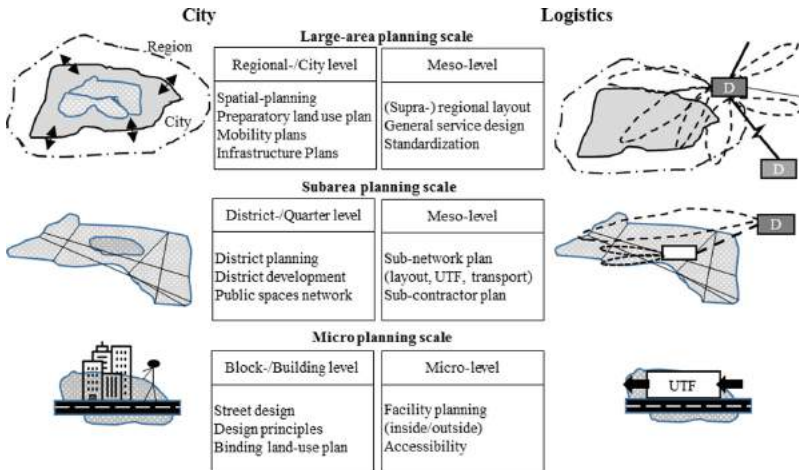 City
Logistics
Large-area planning scale
Region
City
Regional-/City level
Meso-level
Spatial-planning
Preparatory land use plan
Mobility plans
Infrastructure Plans
(Supra-) regional layout
General service design
Standardization
D
D
Subarea planning scale
District-/Quarter level
Meso-level
District planning
District development
Public spaces network
Sub-network plan
(layout, UTF, transport)
Sub-contractor plan
D
Micro planning scale
Block-/Building level
Micro-level
Street design
Design principles
Binding land-use plan
Facility planning
(inside/outside)
Accessibility
UTF